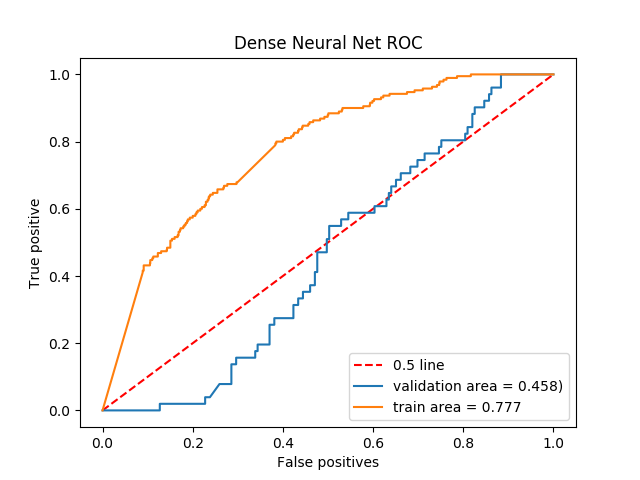 Dense Neural Net ROC
1.0
0.8
0.6
0.4
0.2
0.0
True positive
0.5 line
validation area = 0.458)
train area = 0.777
0.0 0.2 0.4 0.6 0.8 1.0
False positives